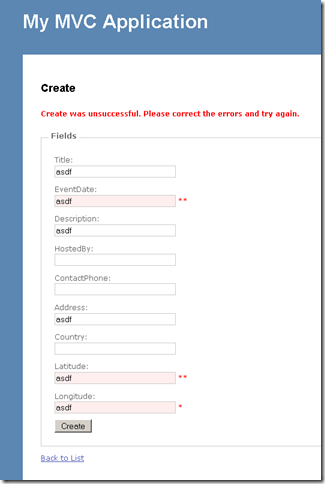 My MVC Application
Create
Create was unsuccessful. Please correct the errors and try again.
Fields
Title:
asdf
EventDate:
asdf **
Description:
asdf
HostedBy:
ContactPhone:
Address:
asdf
Country:
Latitude:
asdf **
Longitude:
asdf *
Create
Back to List